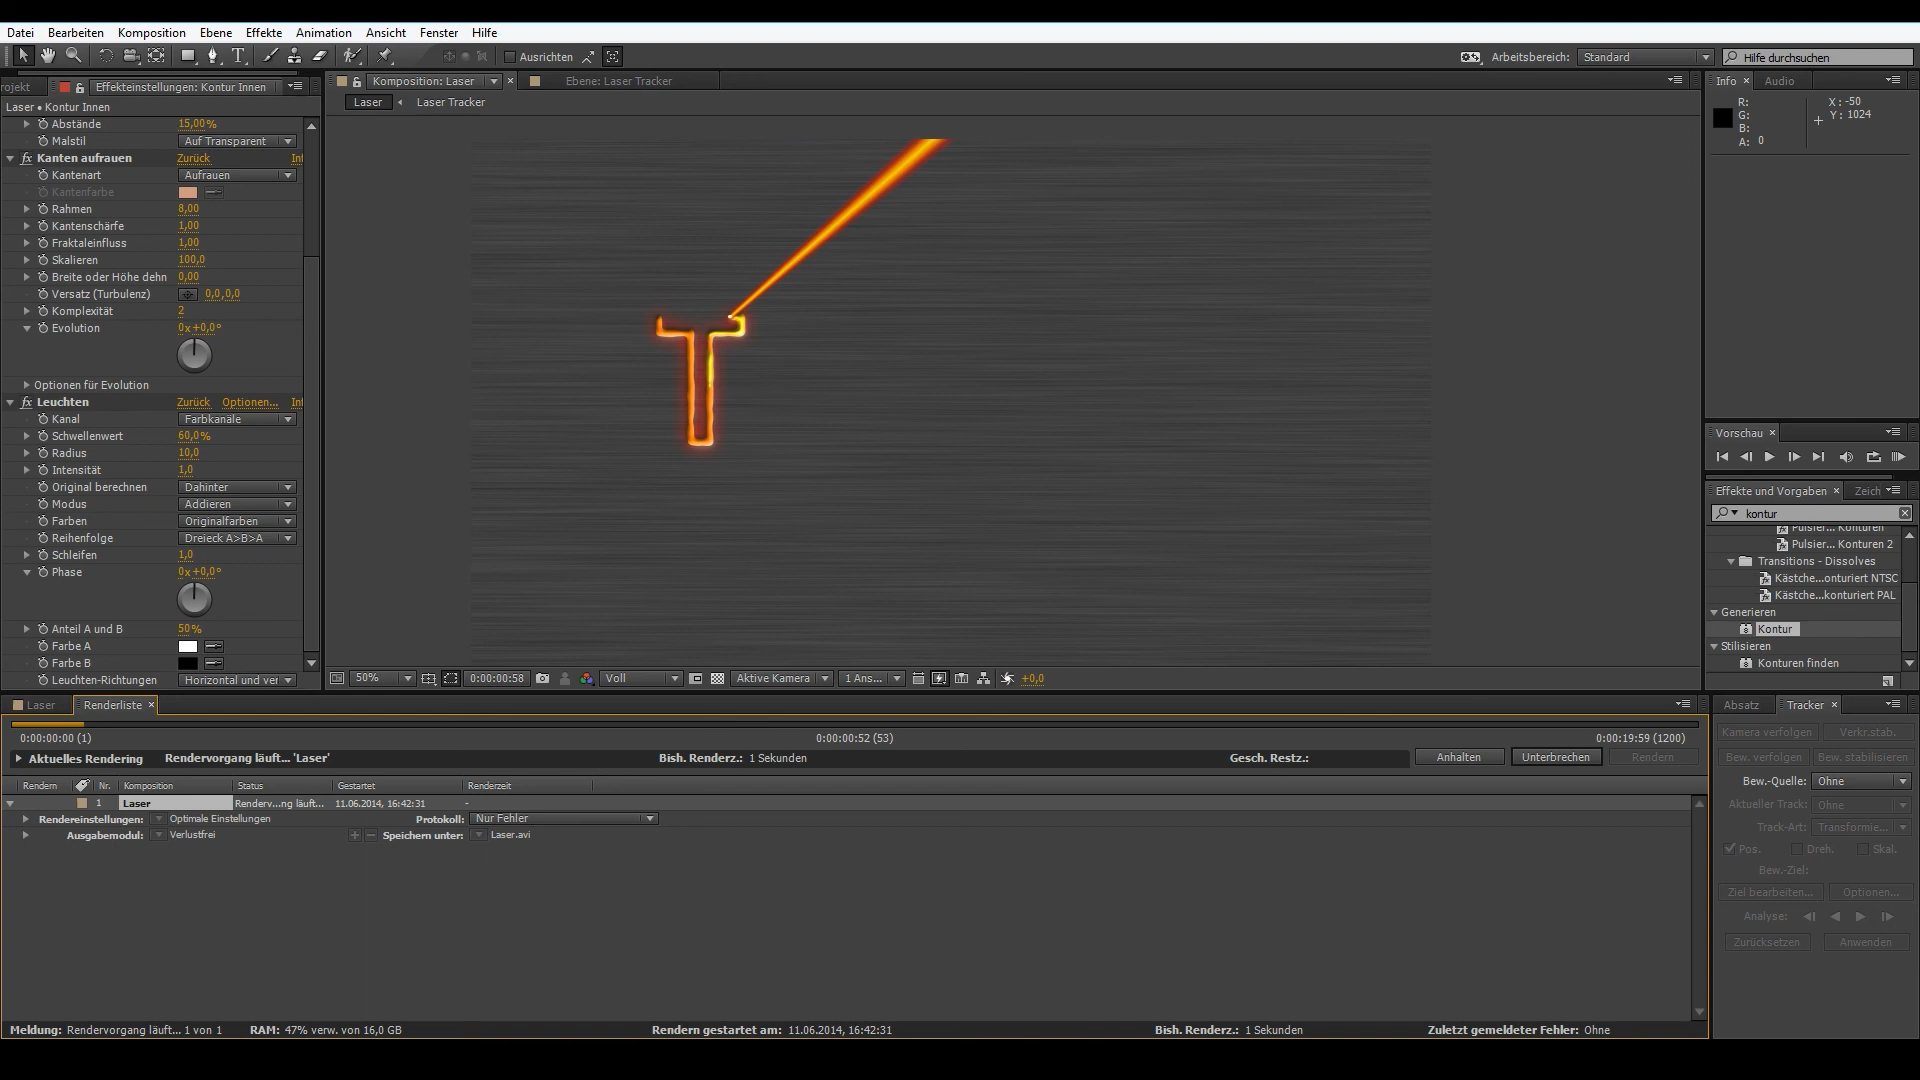 Datei Bearbeiten Komposition Ebene Effekte Animation Ansicht Fenster Hilfe
Ausrichten Arbeitsbereich: Standard Hilfe durchsuchen
rojekt Effekteinstellungen: Kontur Innen Komposition: Laser × Ebene: Laser Tracker Info × Audio
Laser • Kontur Innen Laser Laser Tracker
R: G: B: A: 0
X : -50
Y : 1024
Abstände 15,00%
Malstil Auf Transparent
fx Kanten aufrauen Zurück Inf
Kantenart Aufrauen
Kantenfarbe
Rahmen 8,00
Kantenschärfe 1,00
Fraktaleinfluss 1,00
Skalieren 100,0
Breite oder Höhe dehn 0,00
Versatz (Turbulenz) 0,0,0,0
Komplexität 2
Evolution 0x+0,0°
Optionen für Evolution
fx Leuchten Zurück Optionen... Inf
Kanal Farbkanäle
Schwellenwert 60,0%
Radius 10,0
Intensität 1,0
Original berechnen Dahinter
Modus Addieren
Farben Originalfarben
Reihenfolge Dreieck A>B>A
Schleifen 1,0
Phase 0x+0,0°
Anteil A und B 50%
Farbe A
Farbe B
Leuchten-Richtungen Horizontal und ver
T
50% 0:00:00:58 Voll Aktive Kamera 1 Ans... +0,0
Vorschau ×
Effekte und Vorgaben × Zeich
kontur
Pulsier... Konturen
Pulsier... Konturen 2
Transitions - Dissolves
Kästche...onturiert NTSC
Kästche...konturiert PAL
Generieren
Kontur
Stilisieren
Konturen finden
Laser Renderliste ×
0:00:00:00 (1) 0:00:00:52 (53) 0:00:19:59 (1200)
Aktuelles Rendering Rendervorgang läuft... 'Laser' Bish. Renderz.: 1 Sekunden Gesch. Restz.: Anhalten Unterbrechen Rendern
Rendern Nr. Komposition Status Gestartet Renderzeit
1 Laser Renderv...ng läuft... 11.06.2014, 16:42:31 -
Rendereinstellungen: Optimale Einstellungen Protokoll: Nur Fehler
Ausgabemodul: Verlustfrei Speichern unter: Laser.avi
Absatz Tracker ×
Kamera verfolgen Verkr.stab.
Bew. verfolgen Bew. stabilisieren
Bew.-Quelle: Ohne
Aktueller Track: Ohne
Track-Art: Transformie...
Pos. Dreh. Skal.
Bew.-Ziel:
Ziel bearbeiten... Optionen...
Analyse:
Zurücksetzen Anwenden
Meldung: Rendervorgang läuft... 1 von 1 RAM: 47% verw. von 16,0 GB Rendern gestartet am: 11.06.2014, 16:42:31 Bish. Renderz.: 1 Sekunden Zuletzt gemeldeter Fehler: Ohne